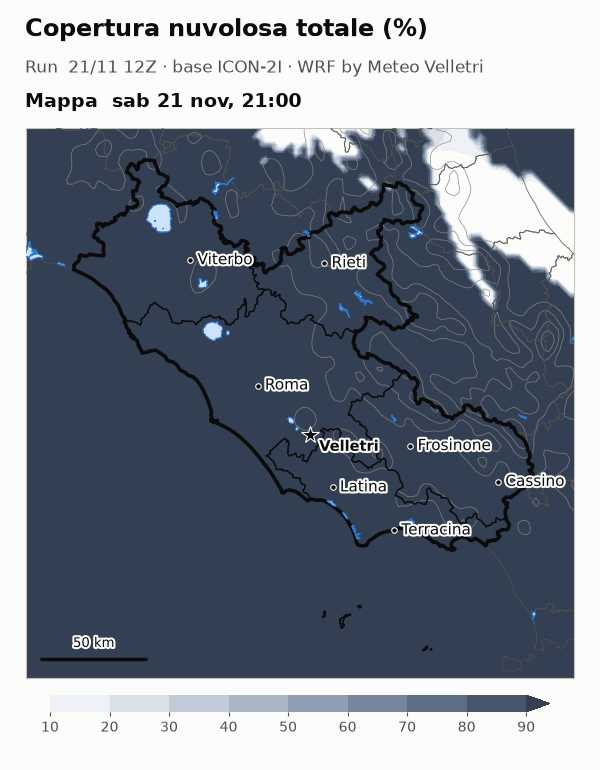 Copertura nuvolosa totale (%)
Run  21/11 12Z · base ICON-2I · WRF by Meteo Velletri
Mappa  sab 21 nov, 21:00
Viterbo
Rieti
Roma
Velletri
Frosinone
Latina
Cassino
Terracina
50 km
10 20 30 40 50 60 70 80 90